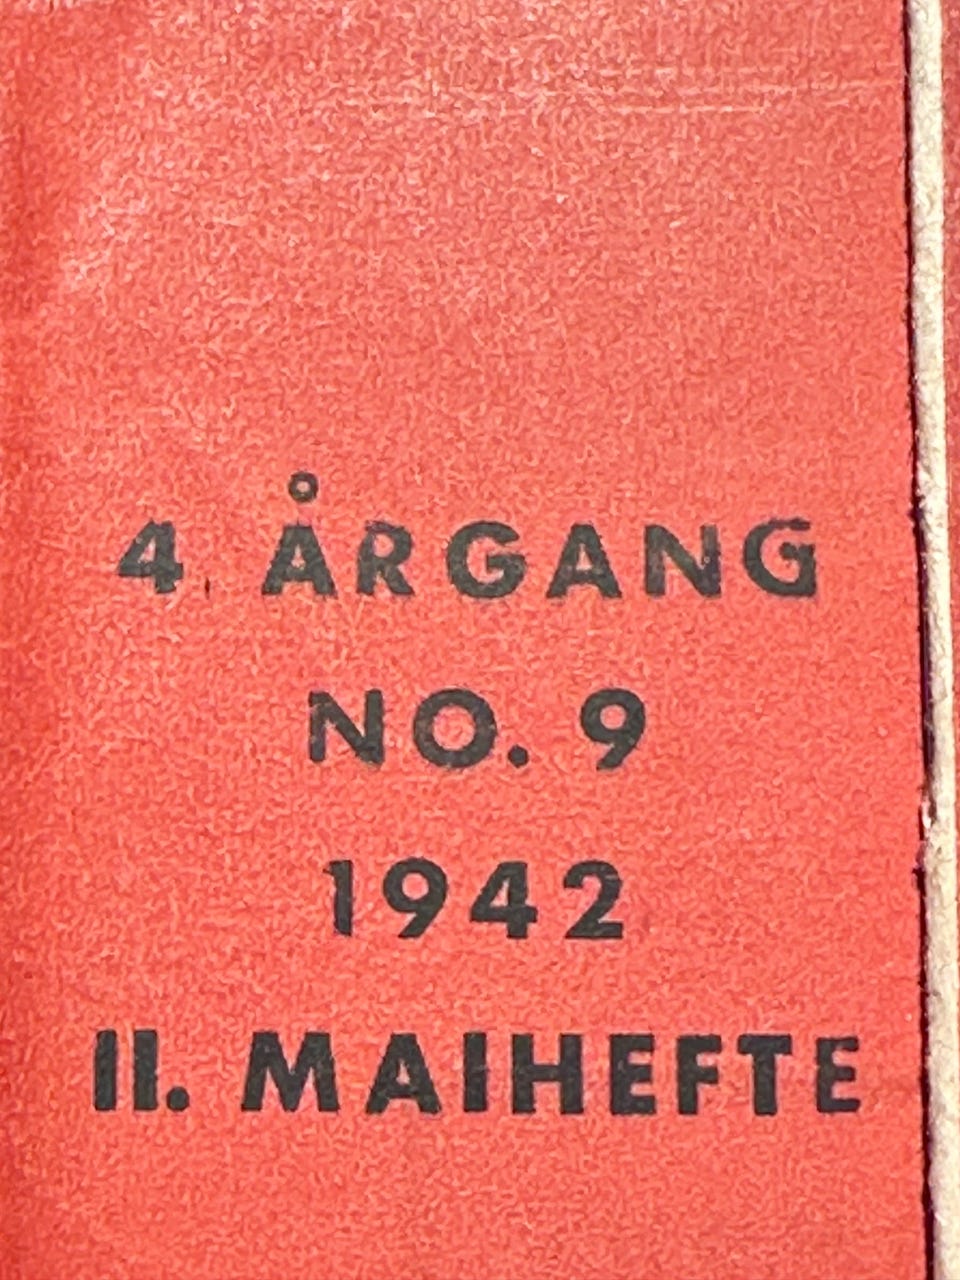 4 ÅRGANG
NO. 9
1942
II. MAIHEFTE